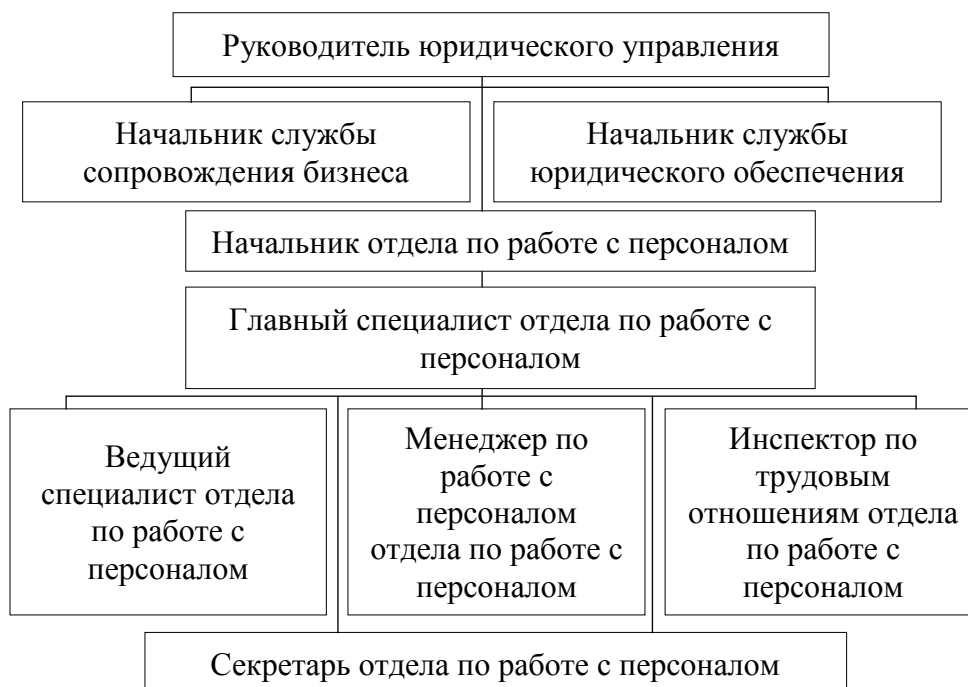 Руководитель юридического управления
Начальник службы
сопровождения бизнеса
Начальник службы
юридического обеспечения
Начальник отдела по работе с персоналом
Главный специалист отдела по работе с
персоналом
Ведущий
специалист отдела
по работе с
персоналом
Менеджер по
работе с
персоналом
отдела по работе с
персоналом
Инспектор по
трудовым
отношениям отдела
по работе с
персоналом
Секретарь отдела по работе с персоналом